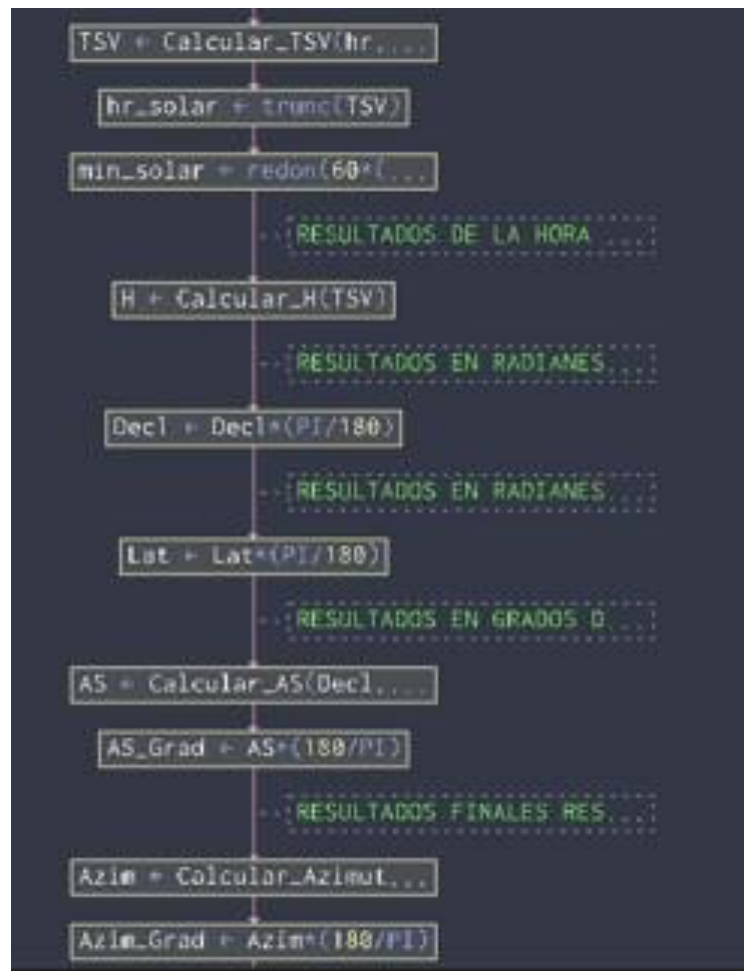 TSV ← Calcular_TSV(hr....
hr_solar ← trunc(TSV)
min_solar ← redon(60*(...
RESULTADOS DE LA HORA ...
H ← Calcular_H(TSV)
RESULTADOS EN RADIANES...
Decl ← Decl*(PI/180)
RESULTADOS EN RADIANES...
Lat ← Lat*(PI/180)
RESULTADOS EN GRADOS D...
AS ← Calcular_AS(Decl,...
AS_Grad ← AS*(180/PI)
RESULTADOS FINALES RES...
Azim ← Calcular_Azimut...
Azim_Grad ← Azim*(180/PI)